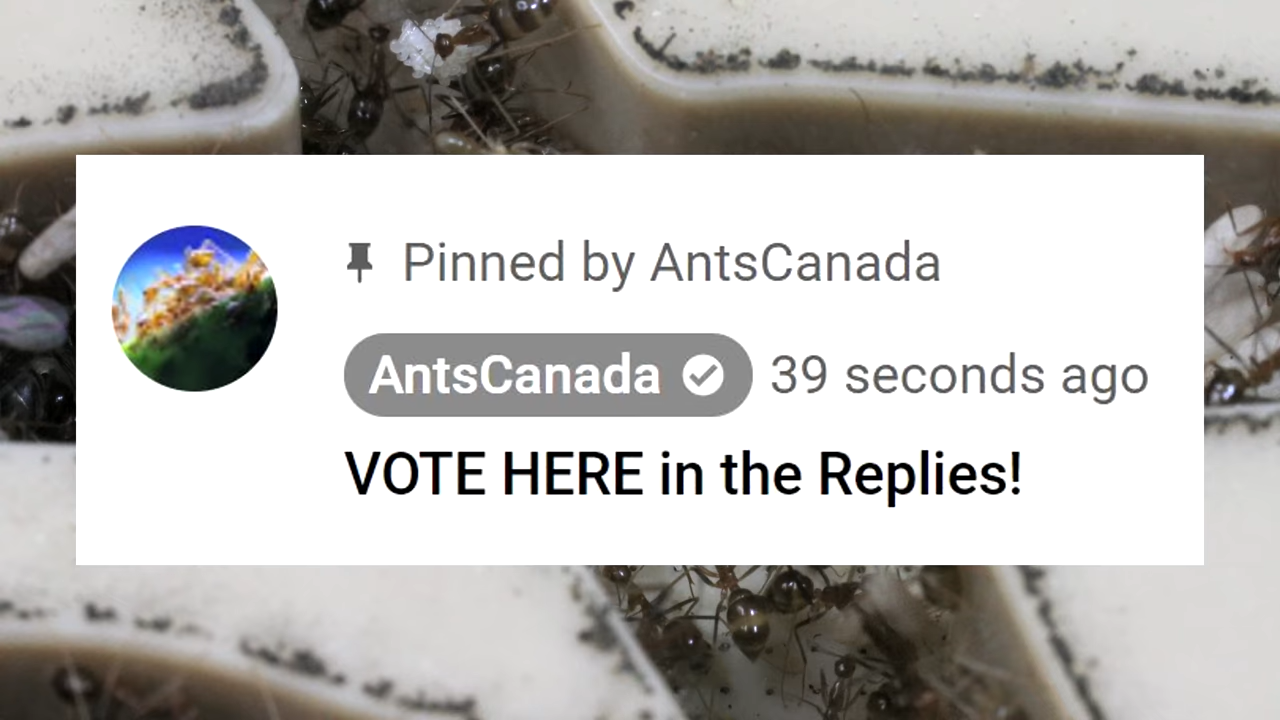 Pinned by AntsCanada
AntsCanada 39 seconds ago
VOTE HERE in the Replies!